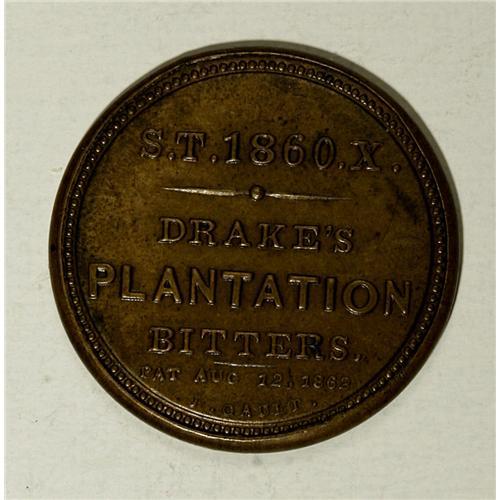 S.T.1860.X.
DRAKE'S
PLANTATION
BITTERS.
PAT AUG 12, 1862
J. GAULT.